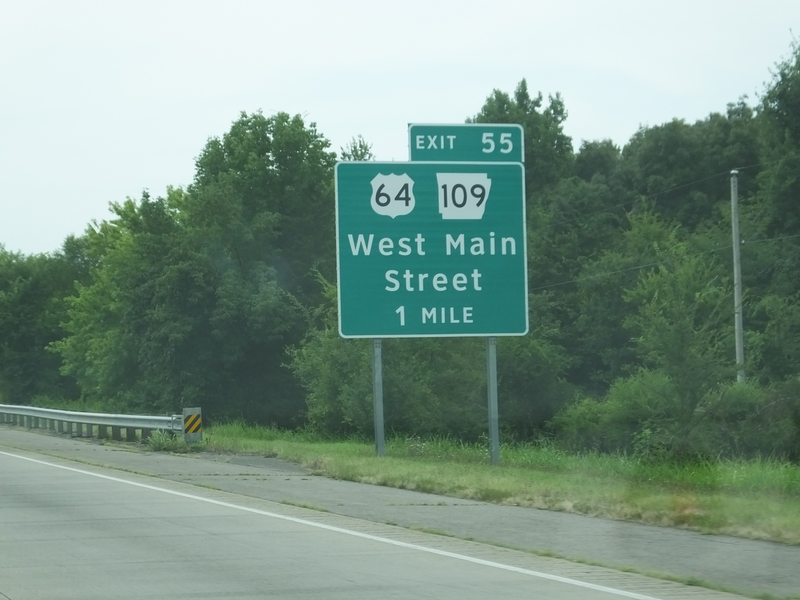 EXIT 55
64 109
West Main
Street
1 MILE